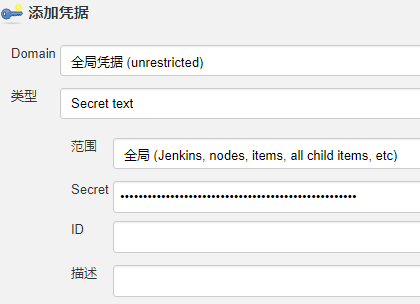 添加凭据
Domain
全局凭据 (unrestricted)
类型
Secret text
范围
全局 (Jenkins, nodes, items, all child items, etc)
Secret
ID
描述